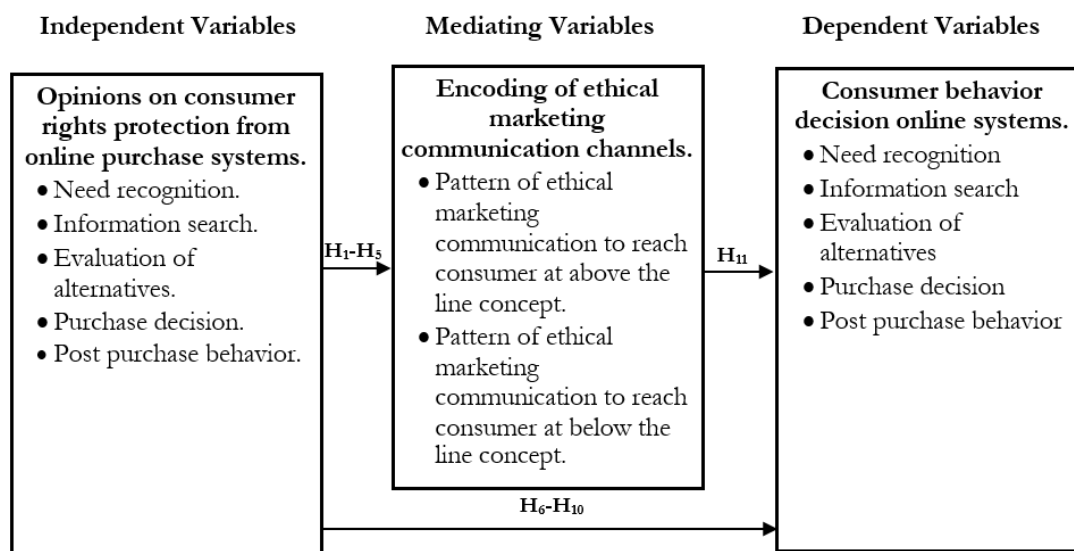 Independent Variables
Mediating Variables
Dependent Variables
Opinions on consumer
rights protection from
online purchase systems.
• Need recognition.
• Information search.
• Evaluation of
alternatives.
• Purchase decision.
• Post purchase behavior.
H₁-H₅
Encoding of ethical
marketing
communication channels.
• Pattern of ethical
marketing
communication to reach
consumer at above the
line concept.
• Pattern of ethical
marketing
communication to reach
consumer at below the
line concept.
H₁₁
Consumer behavior
decision online systems.
• Need recognition
• Information search
• Evaluation of
alternatives
• Purchase decision
• Post purchase behavior
H₆-H₁₀